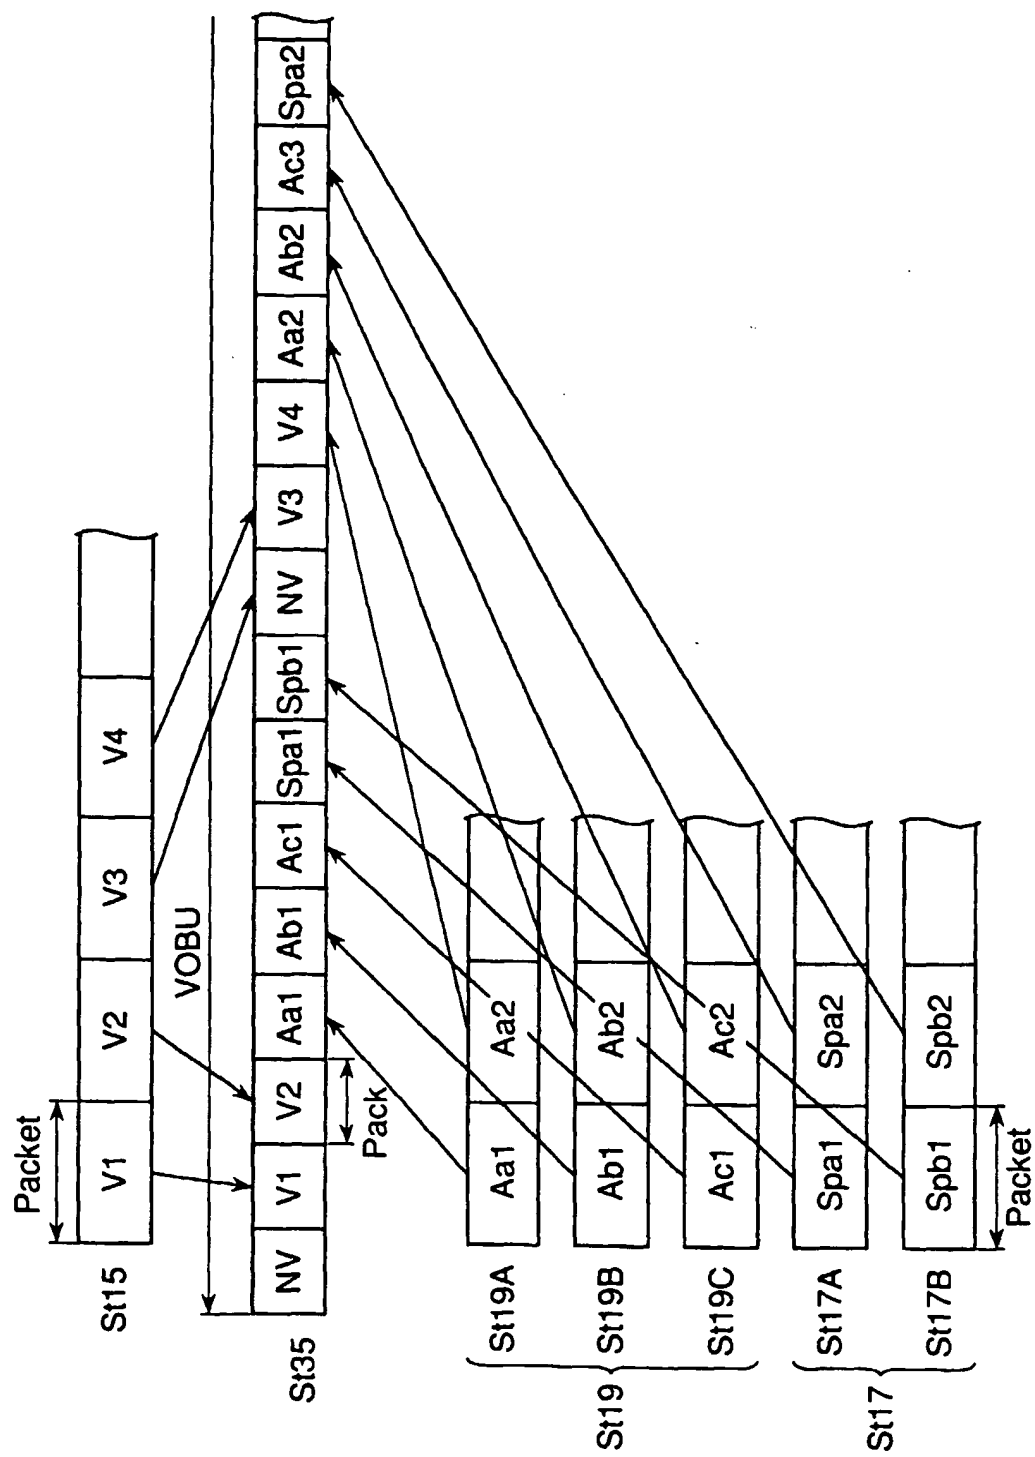 Packet
St15 V1 V2 V3 V4
VOBU
St35 NV V1 V2 Aa1 Ab1 Ac1 Spa1 Spb1 NV V3 V4 Aa2 Ab2 Ac3 Spa2
Pack
St19
St19A Aa1 Aa2
St19B Ab1 Ab2
St19C Ac1 Ac2
St17
St17A Spa1 Spa2
St17B Spb1 Spb2
Packet